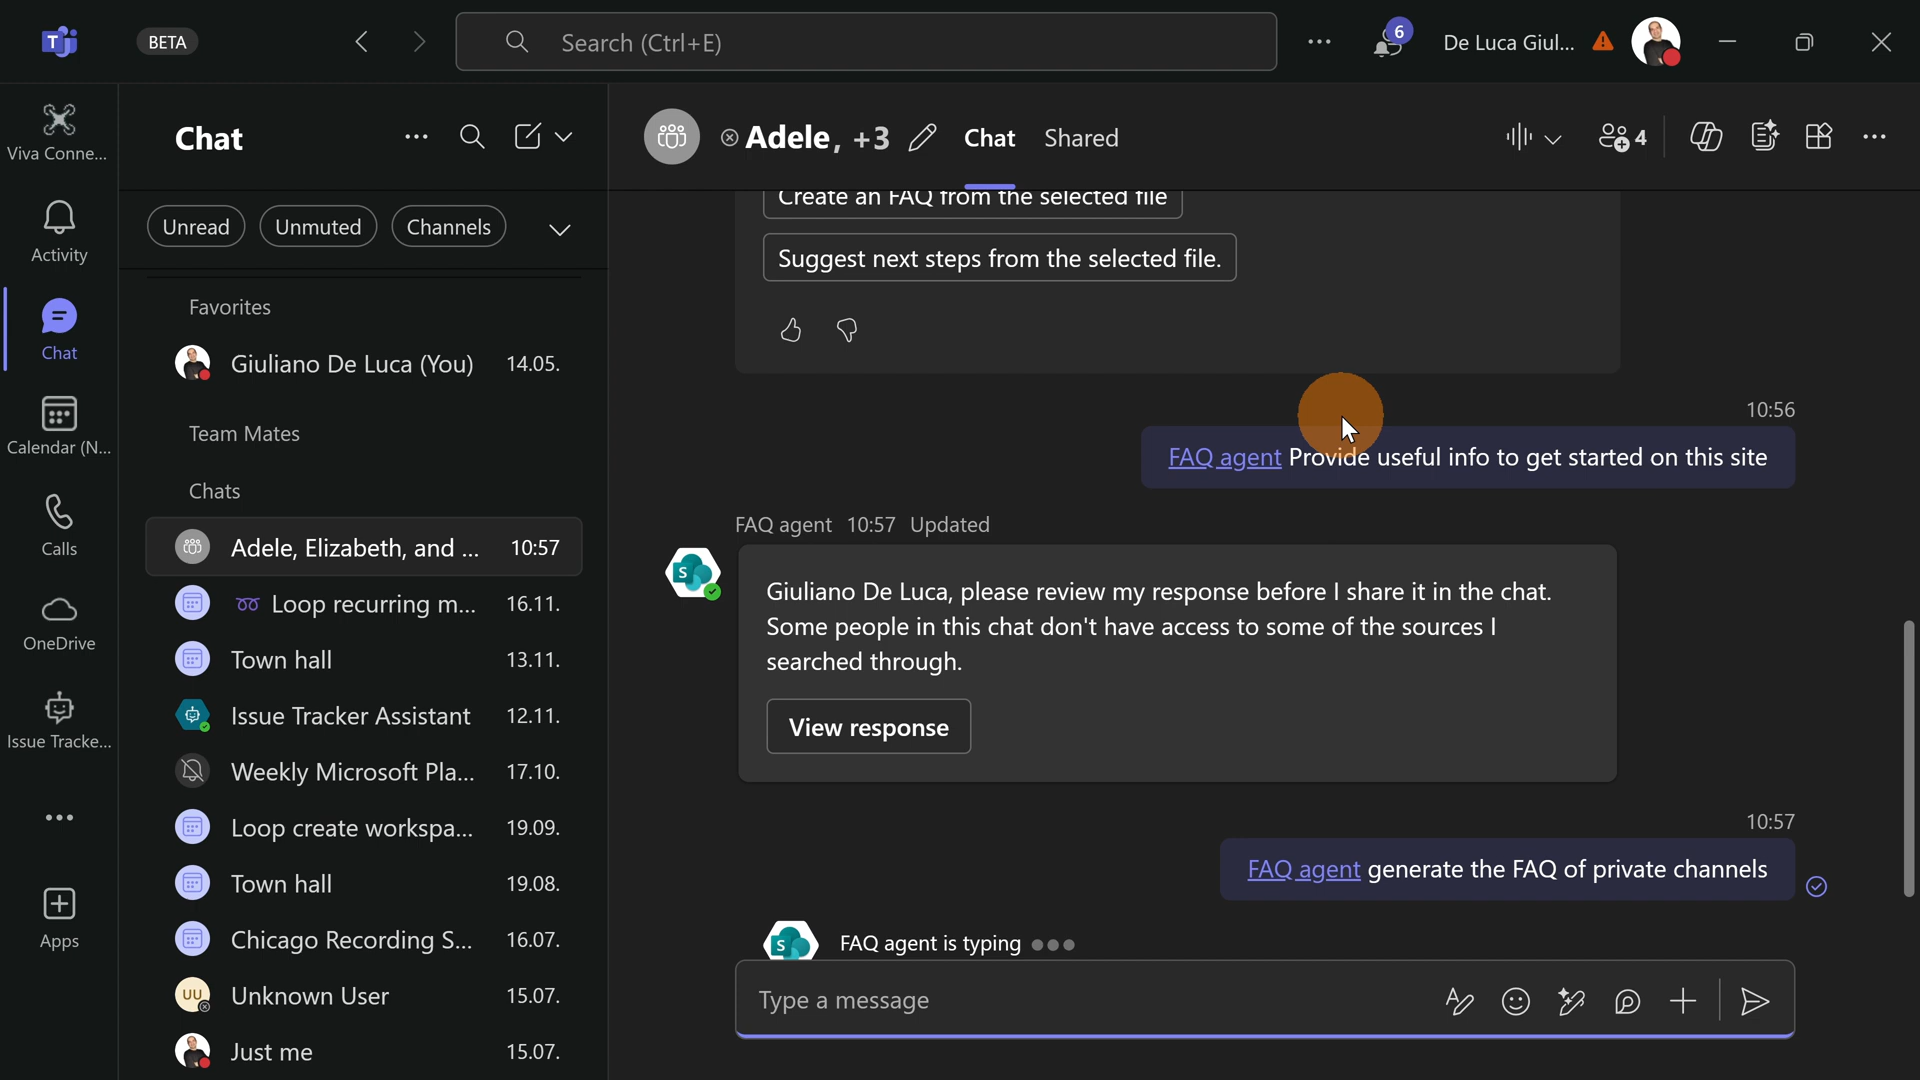 BETA
Search (Ctrl+E)
6
De Luca Giul...
Viva Conne...
Activity
Chat
Calendar (N...
Calls
OneDrive
Issue Tracke...
Apps
Chat
Unread
Unmuted
Channels
Favorites
Giuliano De Luca (You) 14.05.
Team Mates
Chats
Adele, Elizabeth, and ... 10:57
Loop recurring m... 16.11.
Town hall 13.11.
Issue Tracker Assistant 12.11.
Weekly Microsoft Pla... 17.10.
Loop create workspa... 19.09.
Town hall 19.08.
Chicago Recording S... 16.07.
UU Unknown User 15.07.
Just me 15.07.
Adele, +3
Chat
Shared
4
Create an FAQ from the selected file
Suggest next steps from the selected file.
10:56
FAQ agent Provide useful info to get started on this site
FAQ agent 10:57 Updated
Giuliano De Luca, please review my response before I share it in the chat.
Some people in this chat don't have access to some of the sources I
searched through.
View response
10:57
FAQ agent generate the FAQ of private channels
FAQ agent is typing
Type a message